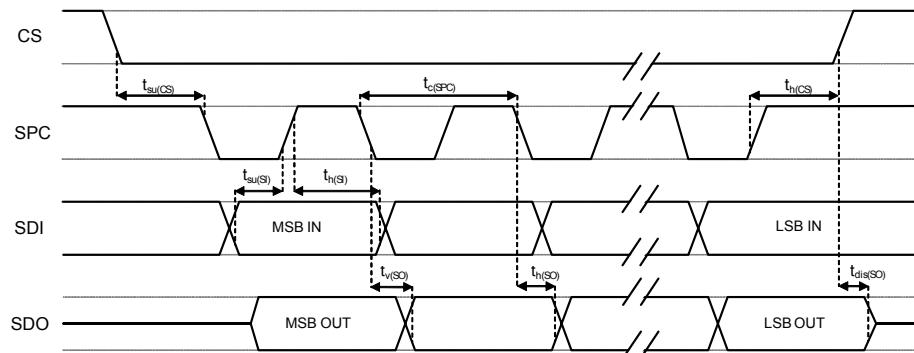 CS
t_su(CS)
t_c(SPC)
t_h(CS)
SPC
t_su(SI)
t_h(SI)
SDI
MSB IN
LSB IN
t_v(SO)
t_h(SO)
t_dis(SO)
SDO
MSB OUT
LSB OUT